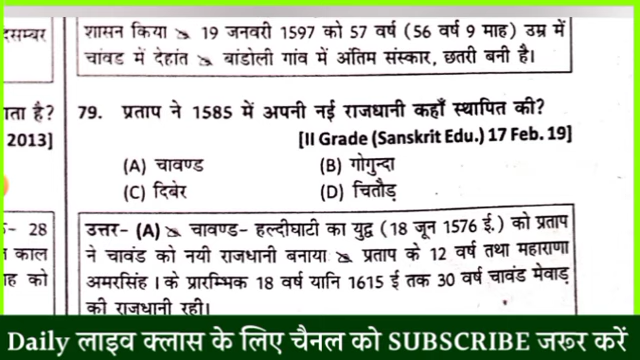 दिसम्बर
शासन किया ➘ 19 जनवरी 1597 को 57 वर्ष (56 वर्ष 9 माह) उम्र में
चांवड में देहांत ➘ बांडोली गांव में अंतिम संस्कार, छतरी बनी है।
79. प्रताप ने 1585 में अपनी नई राजधानी कहाँ स्थापित की?
2013]
[II Grade (Sanskrit Edu.) 17 Feb. 19]
(A) चावण्ड (B) गोगुन्दा
(C) दिबेर (D) चितौड़
28
उत्तर- (A) ➘ चावण्ड- हल्दीघाटी का युद्ध (18 जून 1576 ई.) को प्रताप
काल
ने चावंड को नयी राजधानी बनाया ➘ प्रताप के 12 वर्ष तथा महाराणा
को
अमरसिंह I के प्रारम्भिक 18 वर्ष यानि 1615 ई तक 30 वर्ष चावंड मेवाड़
की राजधानी रही।
Daily लाइव क्लास के लिए चैनल को SUBSCRIBE जरूर करें